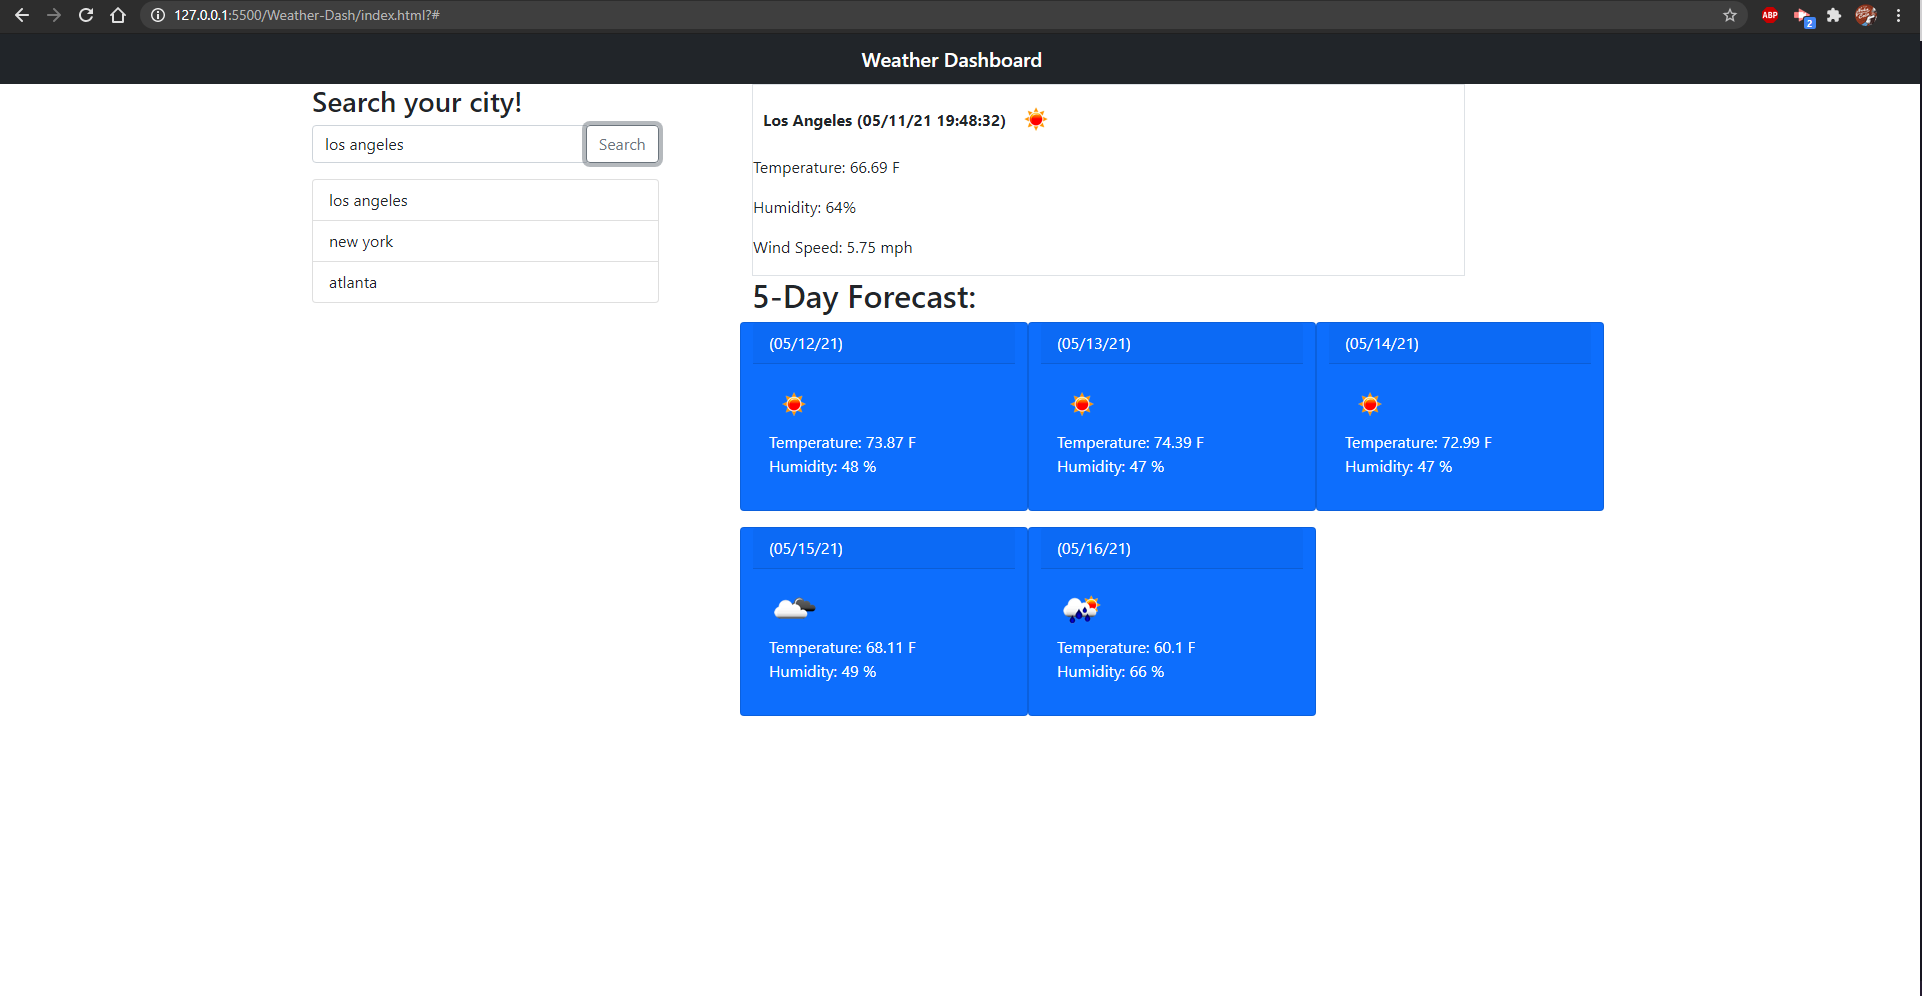 127.0.0.1:5500/Weather-Dash/index.html?#
ABP
2
Weather Dashboard
Search your city!
los angeles
Search
los angeles
new york
atlanta
Los Angeles (05/11/21 19:48:32)
Temperature: 66.69 F
Humidity: 64%
Wind Speed: 5.75 mph
5-Day Forecast:
(05/12/21)
Temperature: 73.87 F
Humidity: 48 %
(05/13/21)
Temperature: 74.39 F
Humidity: 47 %
(05/14/21)
Temperature: 72.99 F
Humidity: 47 %
(05/15/21)
Temperature: 68.11 F
Humidity: 49 %
(05/16/21)
Temperature: 60.1 F
Humidity: 66 %